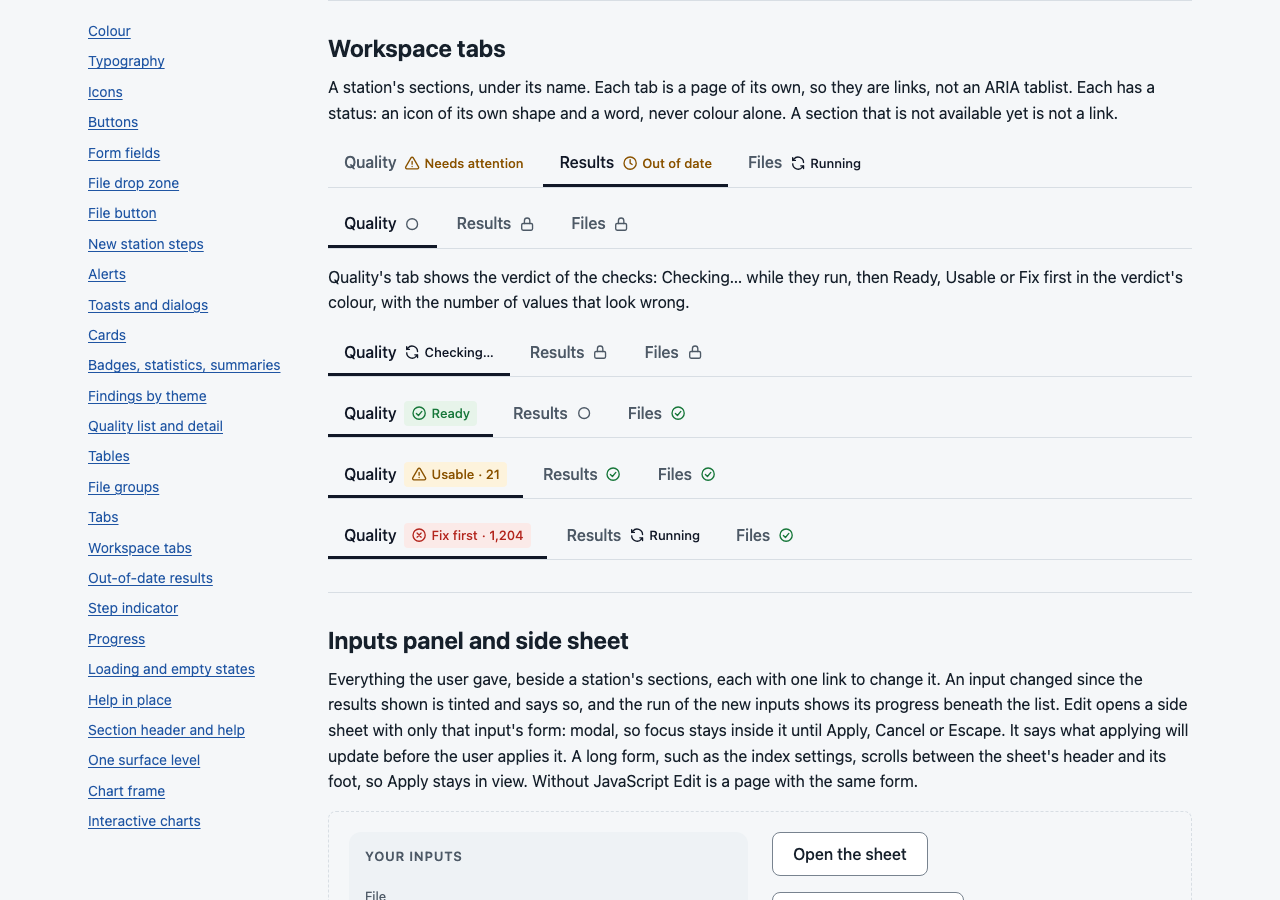 Colour
Typography
Icons
Buttons
Form fields
File drop zone
File button
New station steps
Alerts
Toasts and dialogs
Cards
Badges, statistics, summaries
Findings by theme
Quality list and detail
Tables
File groups
Tabs
Workspace tabs
Out-of-date results
Step indicator
Progress
Loading and empty states
Help in place
Section header and help
One surface level
Chart frame
Interactive charts
Workspace tabs
A station's sections, under its name. Each tab is a page of its own, so they are links, not an ARIA tablist. Each has a
status: an icon of its own shape and a word, never colour alone. A section that is not available yet is not a link.
Quality Needs attention Results Out of date Files Running
Quality Results Files
Quality's tab shows the verdict of the checks: Checking… while they run, then Ready, Usable or Fix first in the verdict's
colour, with the number of values that look wrong.
Quality Checking… Results Files
Quality Ready Results Files
Quality Usable · 21 Results Files
Quality Fix first · 1,204 Results Running Files
Inputs panel and side sheet
Everything the user gave, beside a station's sections, each with one link to change it. An input changed since the
results shown is tinted and says so, and the run of the new inputs shows its progress beneath the list. Edit opens a side
sheet with only that input's form: modal, so focus stays inside it until Apply, Cancel or Escape. It says what applying will
update before the user applies it. A long form, such as the index settings, scrolls between the sheet's header and its
foot, so Apply stays in view. Without JavaScript Edit is a page with the same form.
YOUR INPUTS
File
Open the sheet